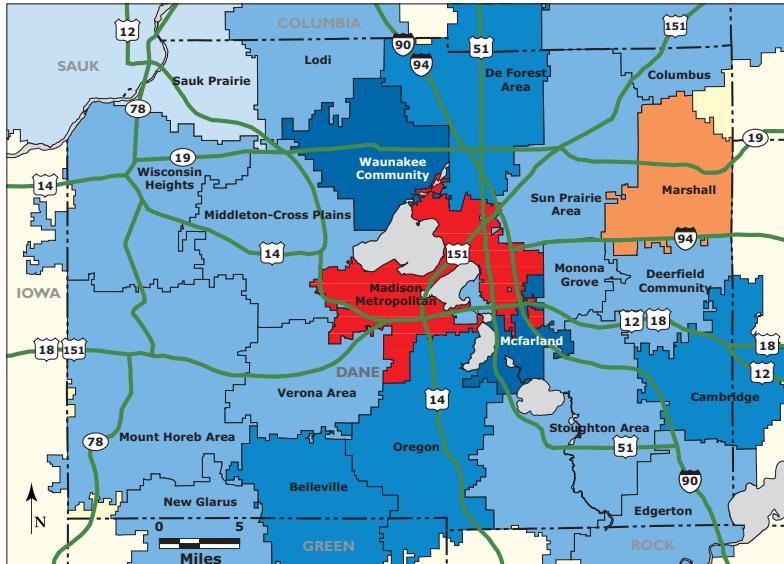 COLUMBIA
12
90
51
151
SAUK
Lodi
94
De Forest
Area
Sauk Prairie
Columbus
78
19
19
Waunakee
Community
Wisconsin
Heights
14
Marshall
Sun Prairie
Area
Middleton-Cross Plains
14
151
94
Monona
Grove
Deerfield
Community
IOWA
Madison
Metropolitan
12
18
18
151
Mcfarland
18
12
DANE
Verona Area
14
Cambridge
78
Mount Horeb Area
Oregon
Stoughton Area
51
90
Belleville
New Glarus
Edgerton
N
0
5
Miles
GREEN
ROCK